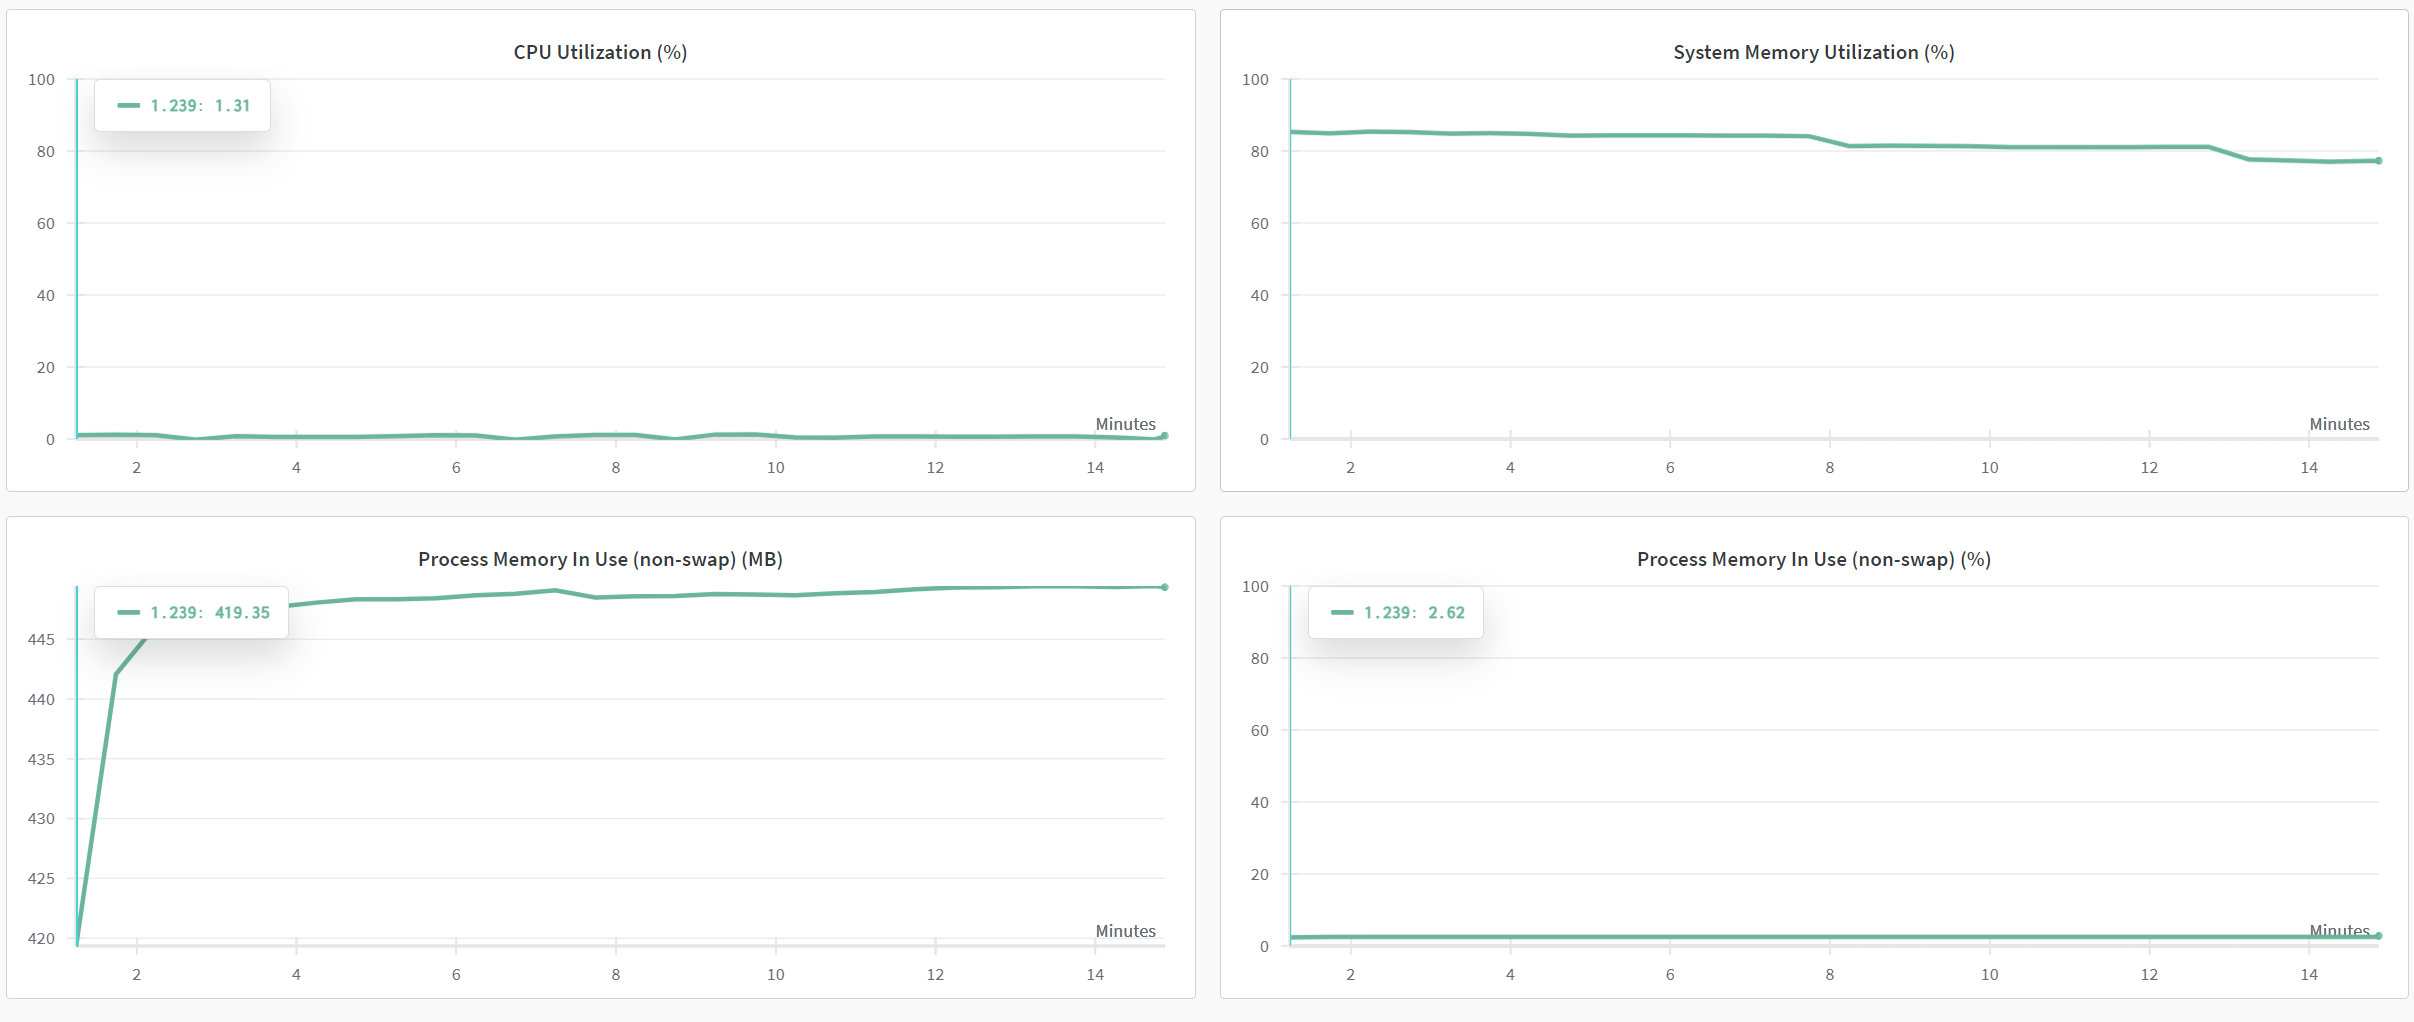 CPU Utilization (%)
100
80
60
40
20
0
1.239: 1.31
Minutes
2 4 6 8 10 12 14
System Memory Utilization (%)
100
80
60
40
20
0
Minutes
2 4 6 8 10 12 14
Process Memory In Use (non-swap) (MB)
1.239: 419.35
445
440
435
430
425
420
Minutes
2 4 6 8 10 12 14
Process Memory In Use (non-swap) (%)
100
80
60
40
20
0
1.239: 2.62
Minutes
2 4 6 8 10 12 14